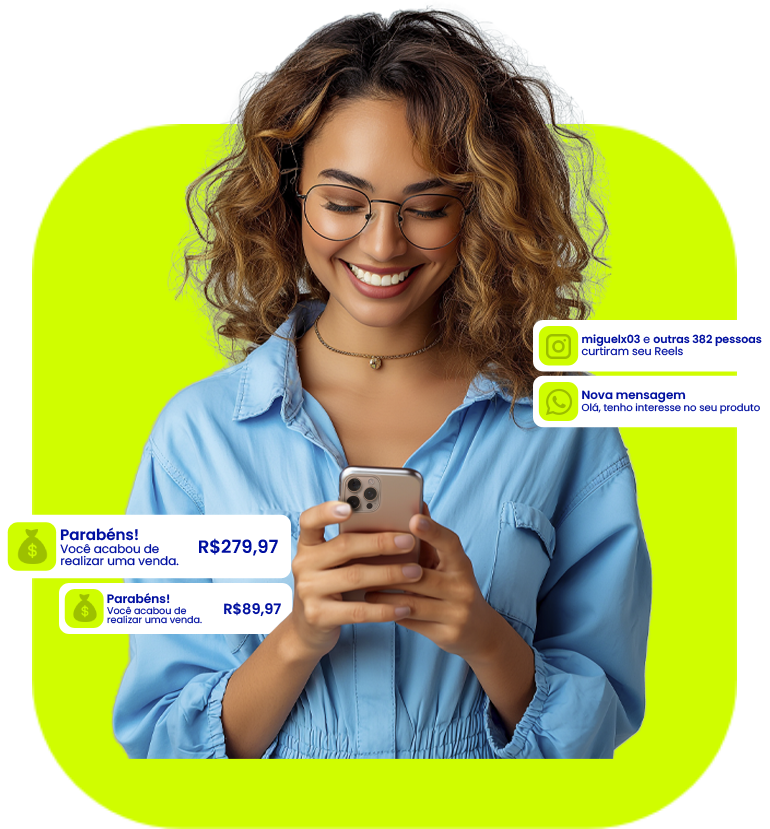 miguelx03 e outras 382 pessoas
curtiram seu Reels
Nova mensagem
Olá, tenho interesse no seu produto
Parabéns!
Você acabou de
realizar uma venda.
R$279,97
Parabéns!
Você acabou de
realizar uma venda.
R$89,97